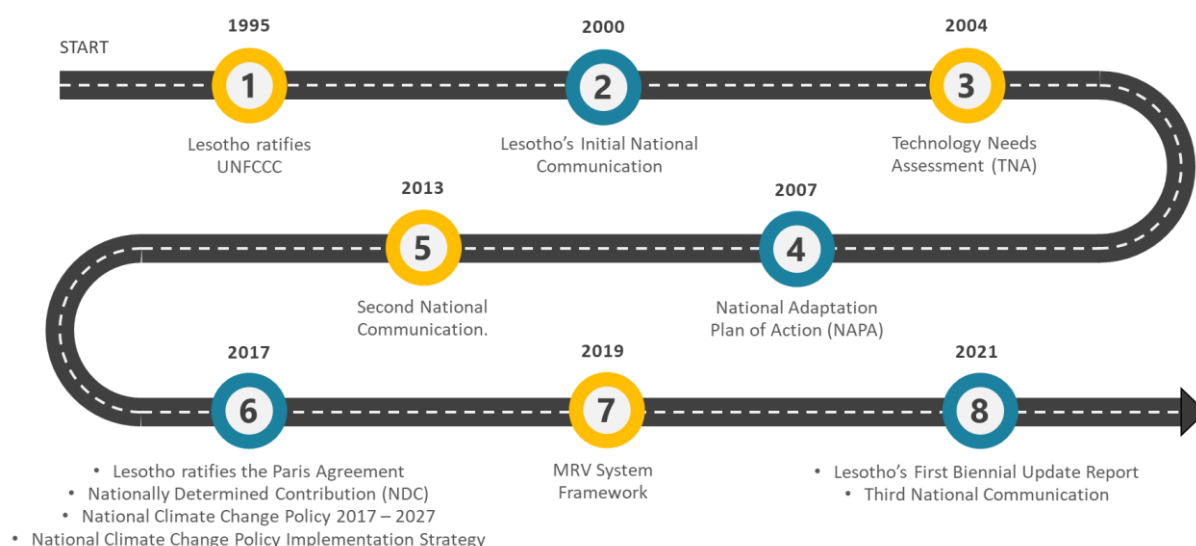 START
1995
1
Lesotho ratifies
UNFCCC
2000
2
Lesotho's Initial National
Communication
2004
3
Technology Needs
Assessment (TNA)
2007
4
National Adaptation
Plan of Action (NAPA)
2013
5
Second National
Communication.
2017
6
• Lesotho ratifies the Paris Agreement
• Nationally Determined Contribution (NDC)
• National Climate Change Policy 2017 – 2027
• National Climate Change Policy Implementation Strategy
2019
7
MRV System
Framework
2021
8
• Lesotho's First Biennial Update Report
• Third National Communication